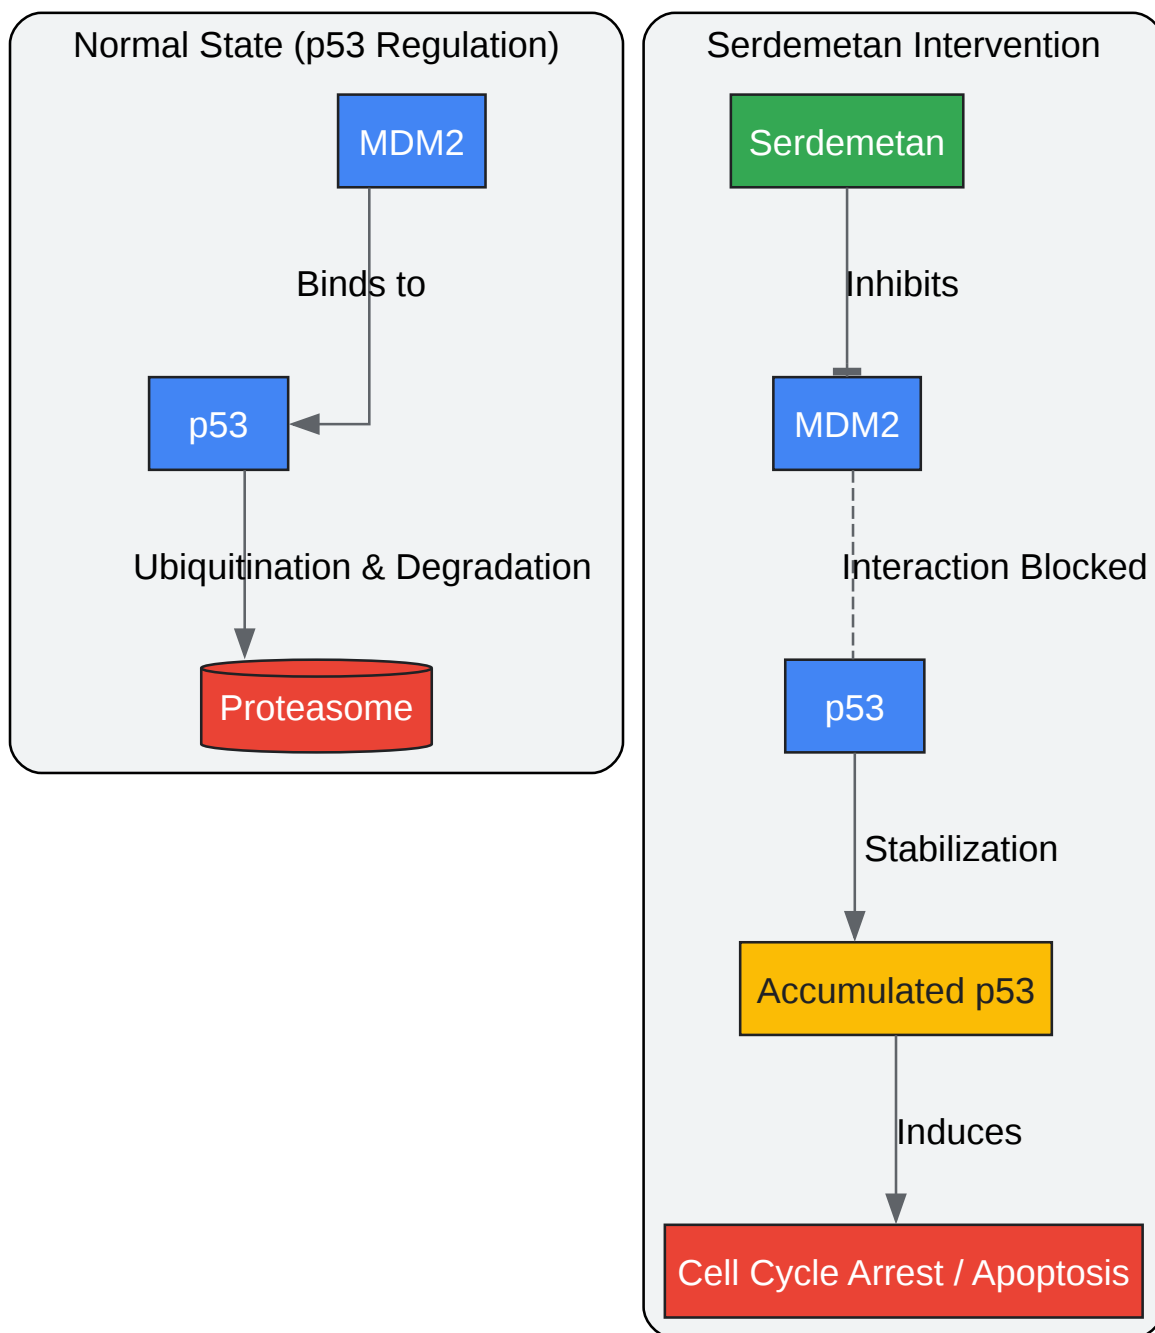 Normal State (p53 Regulation)
MDM2
Binds to
p53
Ubiquitination & Degradation
Proteasome
Serdemetan Intervention
Serdemetan
Inhibits
MDM2
Interaction Blocked
p53
Stabilization
Accumulated p53
Induces
Cell Cycle Arrest / Apoptosis